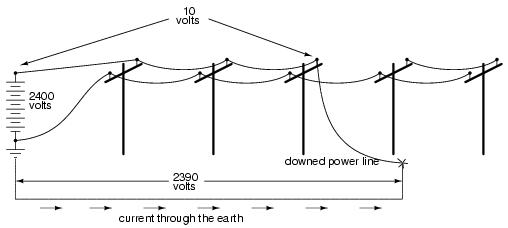 10
volts
2400
volts
downed power line
2390
volts
current through the earth